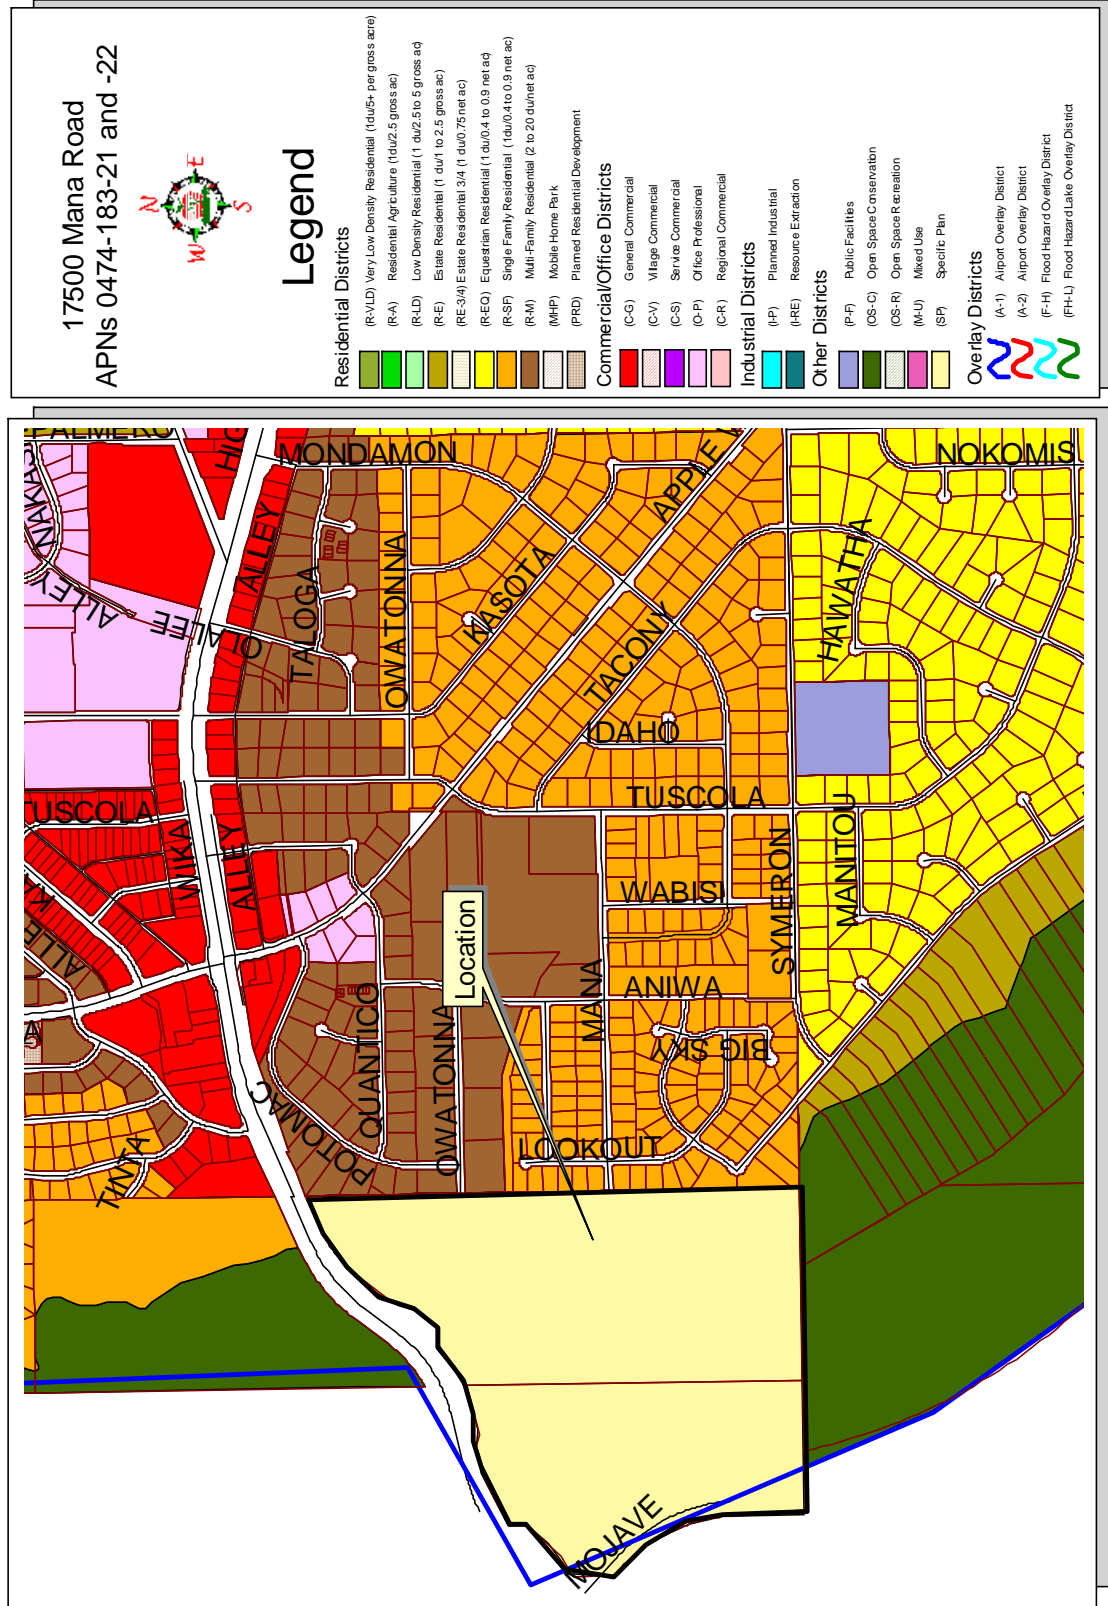 17500 Mana Road
APNs 0474-183-21 and -22
N
W
E
S
Legend
Residential Districts
(R-VLD) Very Low Density Residential (1du/5+ per gross acre)
(R-A) Residential Agriculture (1du/2.5 gross ac)
(R-LD) Low Density Residential (1 du/2.5 to 5 gross ac)
(R-E) Estate Residential (1 du/1 to 2.5 gross ac)
(RE-3/4) Estate Residential 3/4 (1 du/0.75 net ac)
(R-EQ) Equestrian Residential (1 du/0.4 to 0.9 net ac)
(R-SF) Single Family Residential (1du/0.4 to 0.9 net ac)
(R-M) Multi-Family Residential (2 to 20 du/net ac)
(MHP) Mobile Home Park
(PRD) Planned Residential Development
Commercial/Office Districts
(C-G) General Commercial
(C-V) Village Commercial
(C-S) Service Commercial
(O-P) Office Professional
(C-R) Regional Commercial
Industrial Districts
(I-P) Planned Industrial
(I-RE) Resource Extraction
Other Districts
(P-F) Public Facilities
(OS-C) Open Space Conservation
(OS-R) Open Space Recreation
(M-U) Mixed Use
(SP) Specific Plan
Overlay Districts
(A-1) Airport Overlay District
(A-2) Airport Overlay District
(F-H) Flood Hazard Overlay District
(FH-L) Flood Hazard Lake Overlay District
PALMERO
NAKAS
HIG
MONDAMON
APPLE
NOKOMIS
ALLEY
ALLEY
OLALEE
TALOGA
OWATONNA
KASOTA
TACONY
HAWATHA
IDAHO
TUSCOLA
TUSCOLA
WIKA
ALLEY
KA
ALLE
WABISI
SYMERON
MANITOU
Location
MANA
ANIWA
BIG SKY
QUANTICO
OWATONNA
POTOMAC
LOOKOUT
TINTA
A
MOJAVE